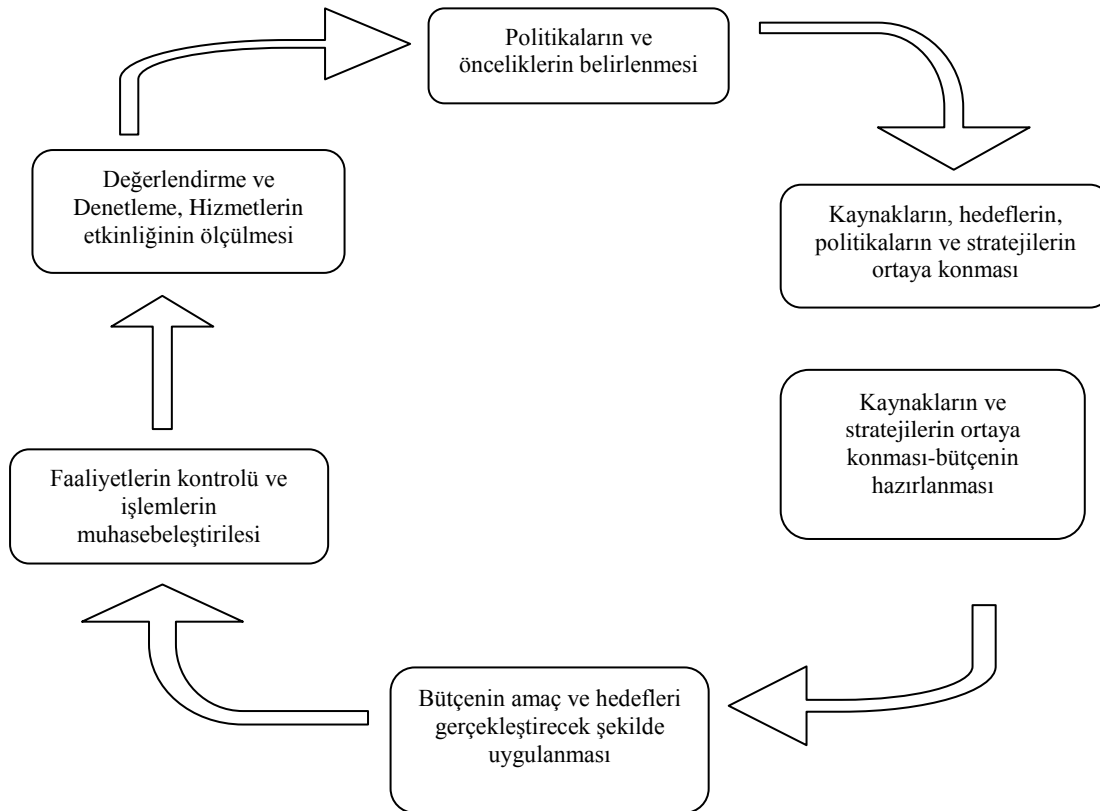 Politikaların ve
önceliklerin belirlenmesi
Kaynakların, hedeflerin,
politikaların ve stratejilerin
ortaya konması
Kaynakların ve
stratejilerin ortaya
konması-bütçenin
hazırlanması
Bütçenin amaç ve hedefleri
gerçekleştirecek şekilde
uygulanması
Faaliyetlerin kontrolü ve
işlemlerin
muhasebeleştirilesi
Değerlendirme ve
Denetleme, Hizmetlerin
etkinliğinin ölçülmesi